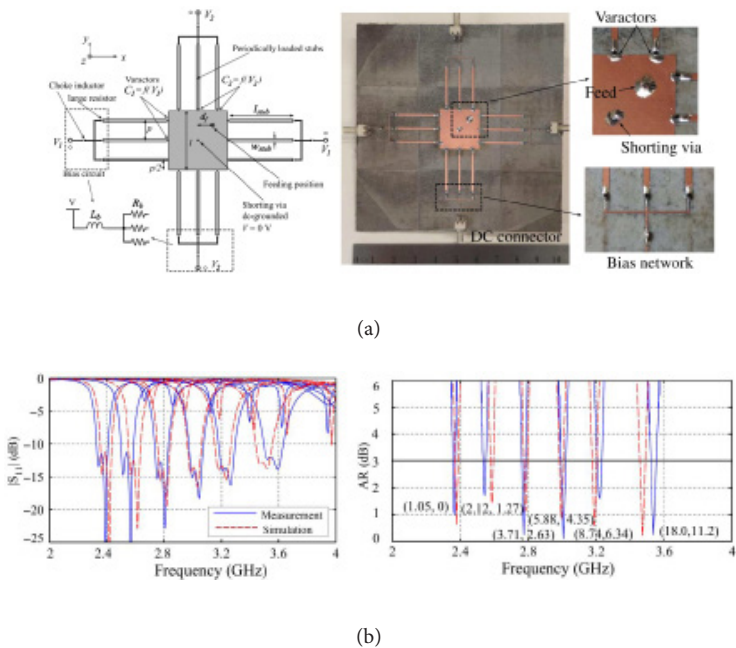 V2
y
z
x
Periodically loaded stubs
Varactors
C1=f(V1)
C2=f(V2)
Choke inductor
large resistor
lstub
df
p
V1
l
wstub
V1
p/2
Bias circuit
Feeding position
V
Lb
Rb
Shorting via
dc-grounded
V = 0 V
V2
DC connector
Varactors
Feed
Shorting via
Bias network
(a)
|S11| (dB)
0
−5
−10
−15
−20
−25
2
2.4
2.8
3.2
3.6
4
Frequency (GHz)
Measurement
Simulation
AR (dB)
6
5
4
3
2
1
0
(1.05, 0)
(2.12, 1.27)
(5.88, 4.35)
(3.71, 2.63)
(8.74,6.34)
(18.0,11.2)
2
2.4
2.8
3.2
3.6
4
Frequency (GHz)
(b)